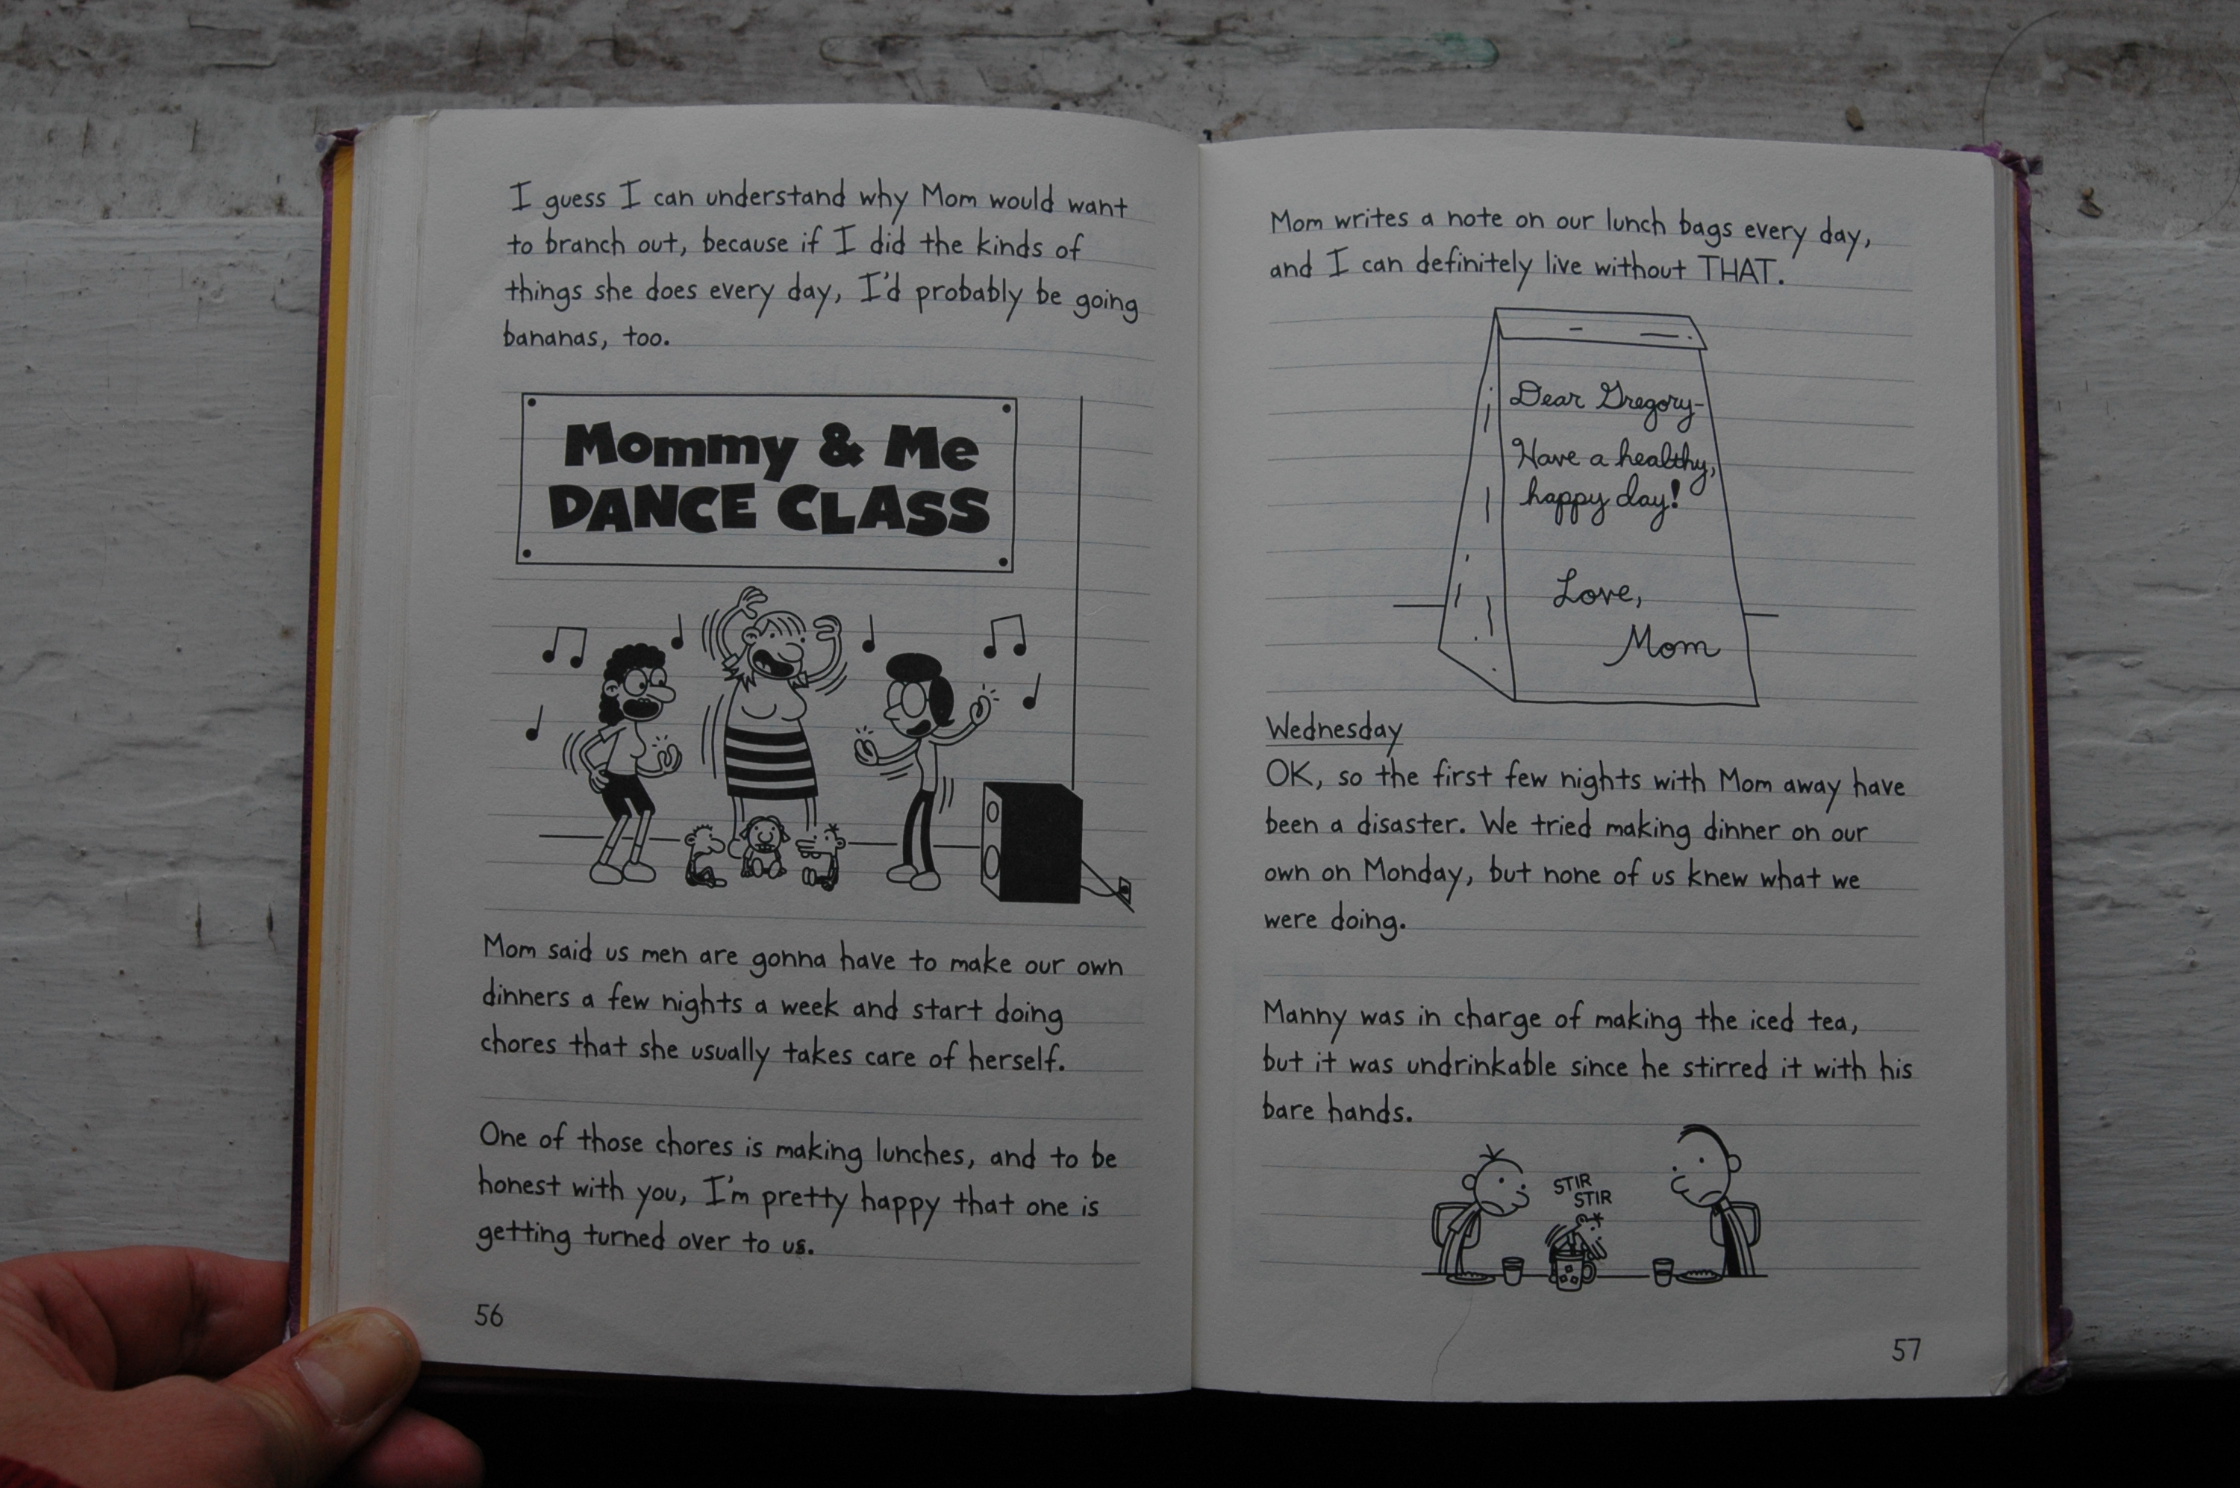 I guess I can understand why Mom would want
to branch out, because if I did the kinds of
things she does every day, I'd probably be going
bananas, too.
Mommy & Me
DANCE CLASS
Mom said us men are gonna have to make our own
dinners a few nights a week and start doing
chores that she usually takes care of herself.
One of those chores is making lunches, and to be
honest with you, I'm pretty happy that one is
getting turned over to us.
56
Mom writes a note on our lunch bags every day,
and I can definitely live without THAT.
Dear Gregory-
Have a healthy,
happy day!
Love,
Mom
Wednesday
OK, so the first few nights with Mom away have
been a disaster. We tried making dinner on our
own on Monday, but none of us knew what we
were doing.
Manny was in charge of making the iced tea,
but it was undrinkable since he stirred it with his
bare hands.
STIR
STIR
57